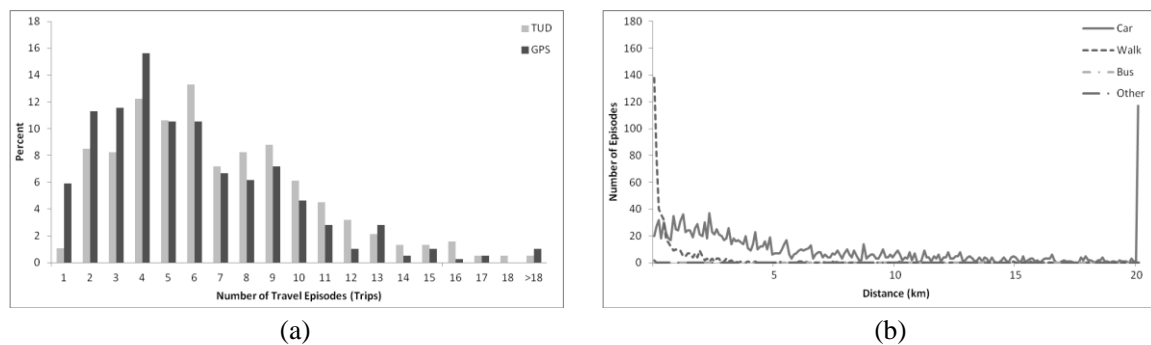 18
16
14
12
10
8
6
4
2
0
Percent
TUD
GPS
1 2 3 4 5 6 7 8 9 10 11 12 13 14 15 16 17 18 >18
Number of Travel Episodes (Trips)
(a)
180
160
140
120
100
80
60
40
20
0
Number of Episodes
Car
Walk
Bus
Other
5 10 15 20
Distance (km)
(b)